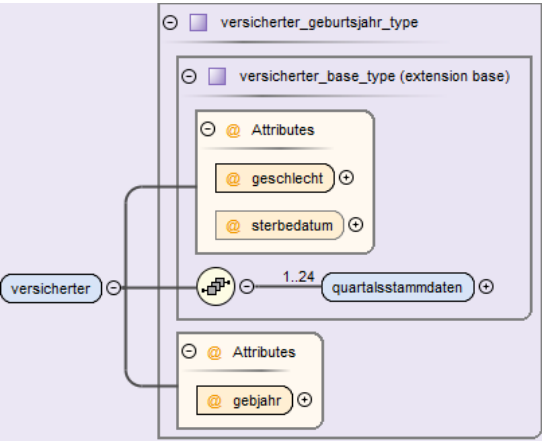 versicherter_geburtsjahr_type
versicherter_base_type (extension base)
@ Attributes
@ geschlecht
@ sterbedatum
versicherter
1..24
quartalsstammdaten
@ Attributes
@ gebjahr